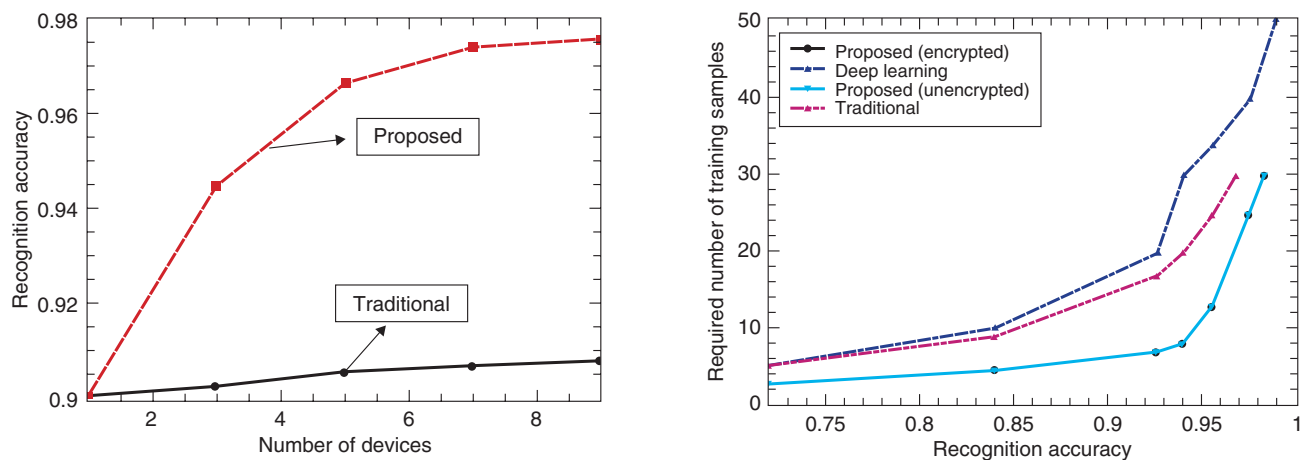 0.98
0.96
0.94
0.92
0.9
Recognition accuracy
Proposed
Traditional
2 4 6 8
Number of devices
50
40
30
20
10
0
Required number of training samples
Proposed (encrypted)
Deep learning
Proposed (unencrypted)
Traditional
0.75 0.8 0.85 0.9 0.95 1
Recognition accuracy